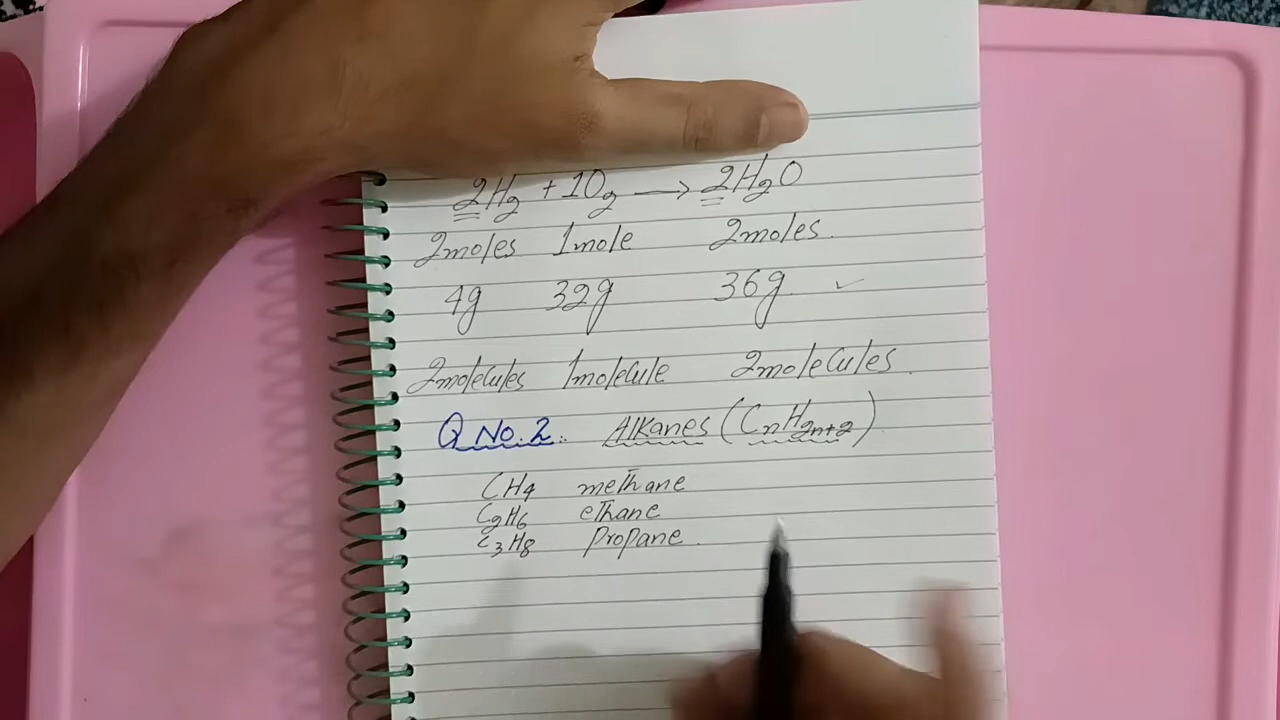 2H2 + 1O2 → 2H2O
2moles 1mole 2moles.
4g 32g 36g ✓
2molecules 1molecule 2molecules.
Q No.2. Alkanes (CnH2n+2)
CH4 methane
C2H6 ethane
C3H8 Propane.